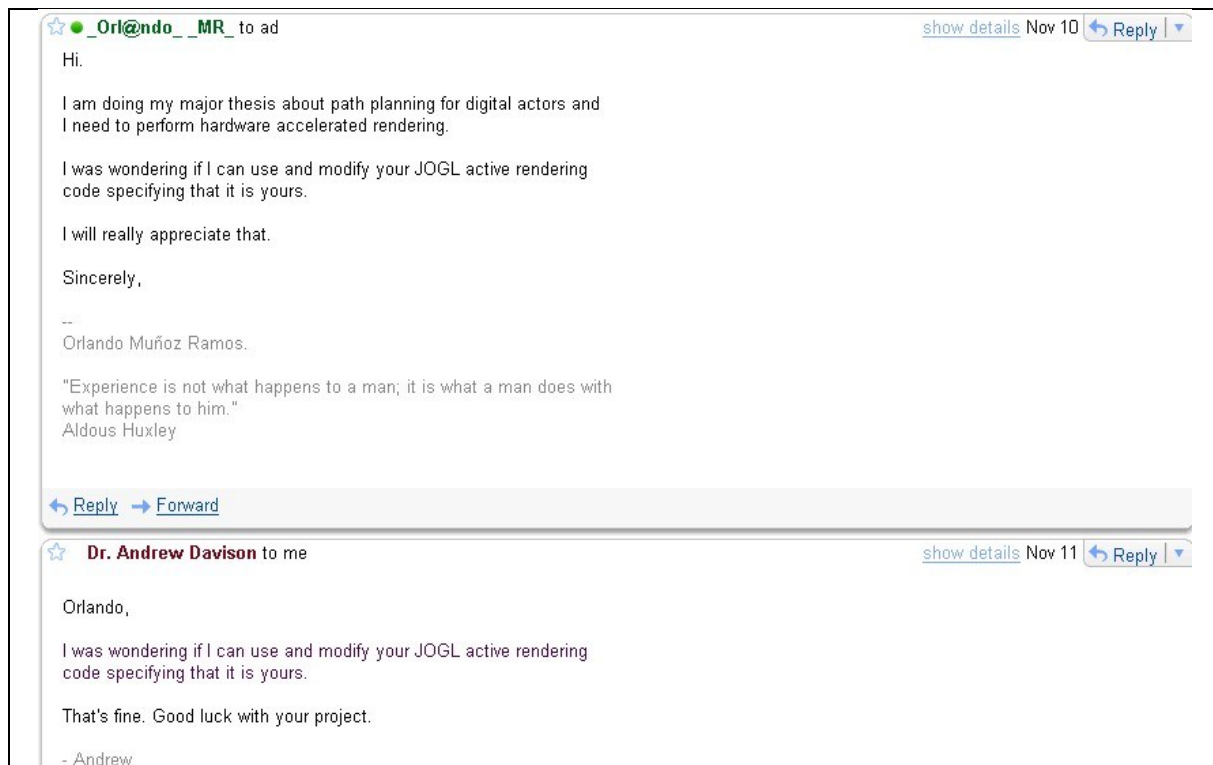 _Orl@ndo_ _MR_ to ad show details Nov 10 Reply
Hi.
I am doing my major thesis about path planning for digital actors and
I need to perform hardware accelerated rendering.
I was wondering if I can use and modify your JOGL active rendering
code specifying that it is yours.
I will really appreciate that.
Sincerely,
--
Orlando Muñoz Ramos.
"Experience is not what happens to a man; it is what a man does with
what happens to him."
Aldous Huxley
Reply Forward
Dr. Andrew Davison to me show details Nov 11 Reply
Orlando,
I was wondering if I can use and modify your JOGL active rendering
code specifying that it is yours.
That's fine. Good luck with your project.
- Andrew